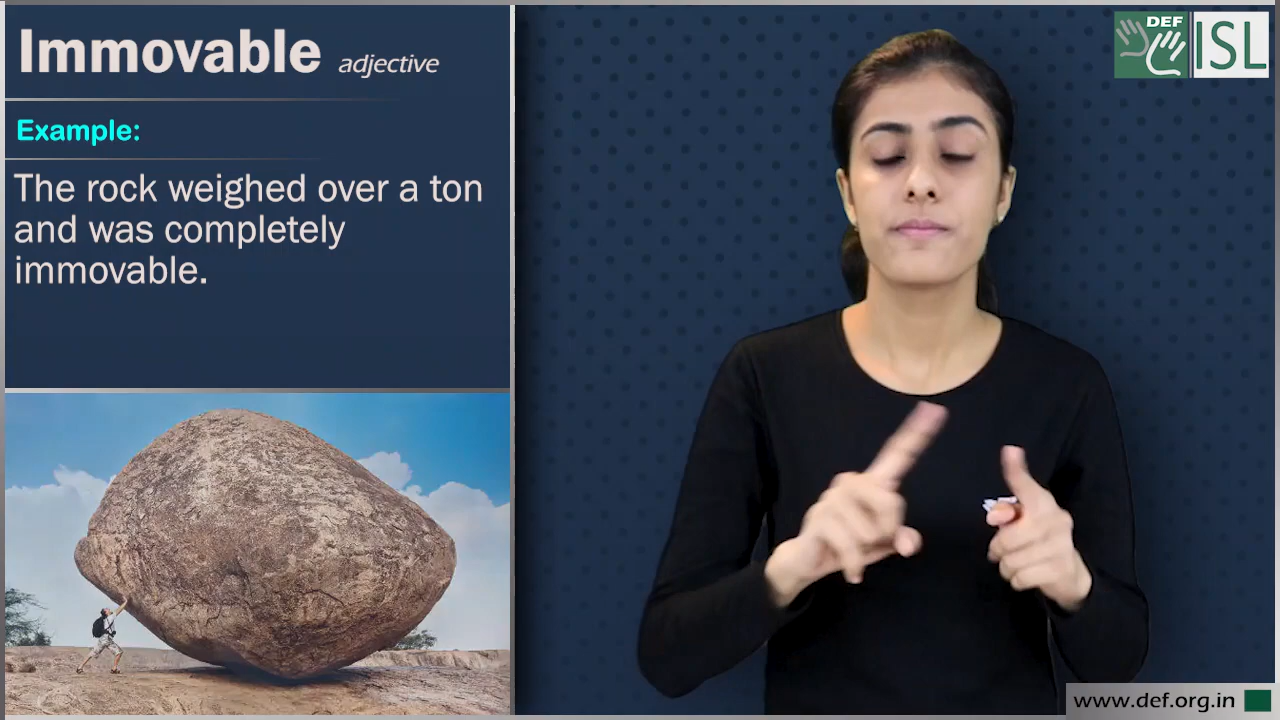 Immovable adjective
Example:
The rock weighed over a ton
and was completely
immovable.
DEF
ISL
www.def.org.in